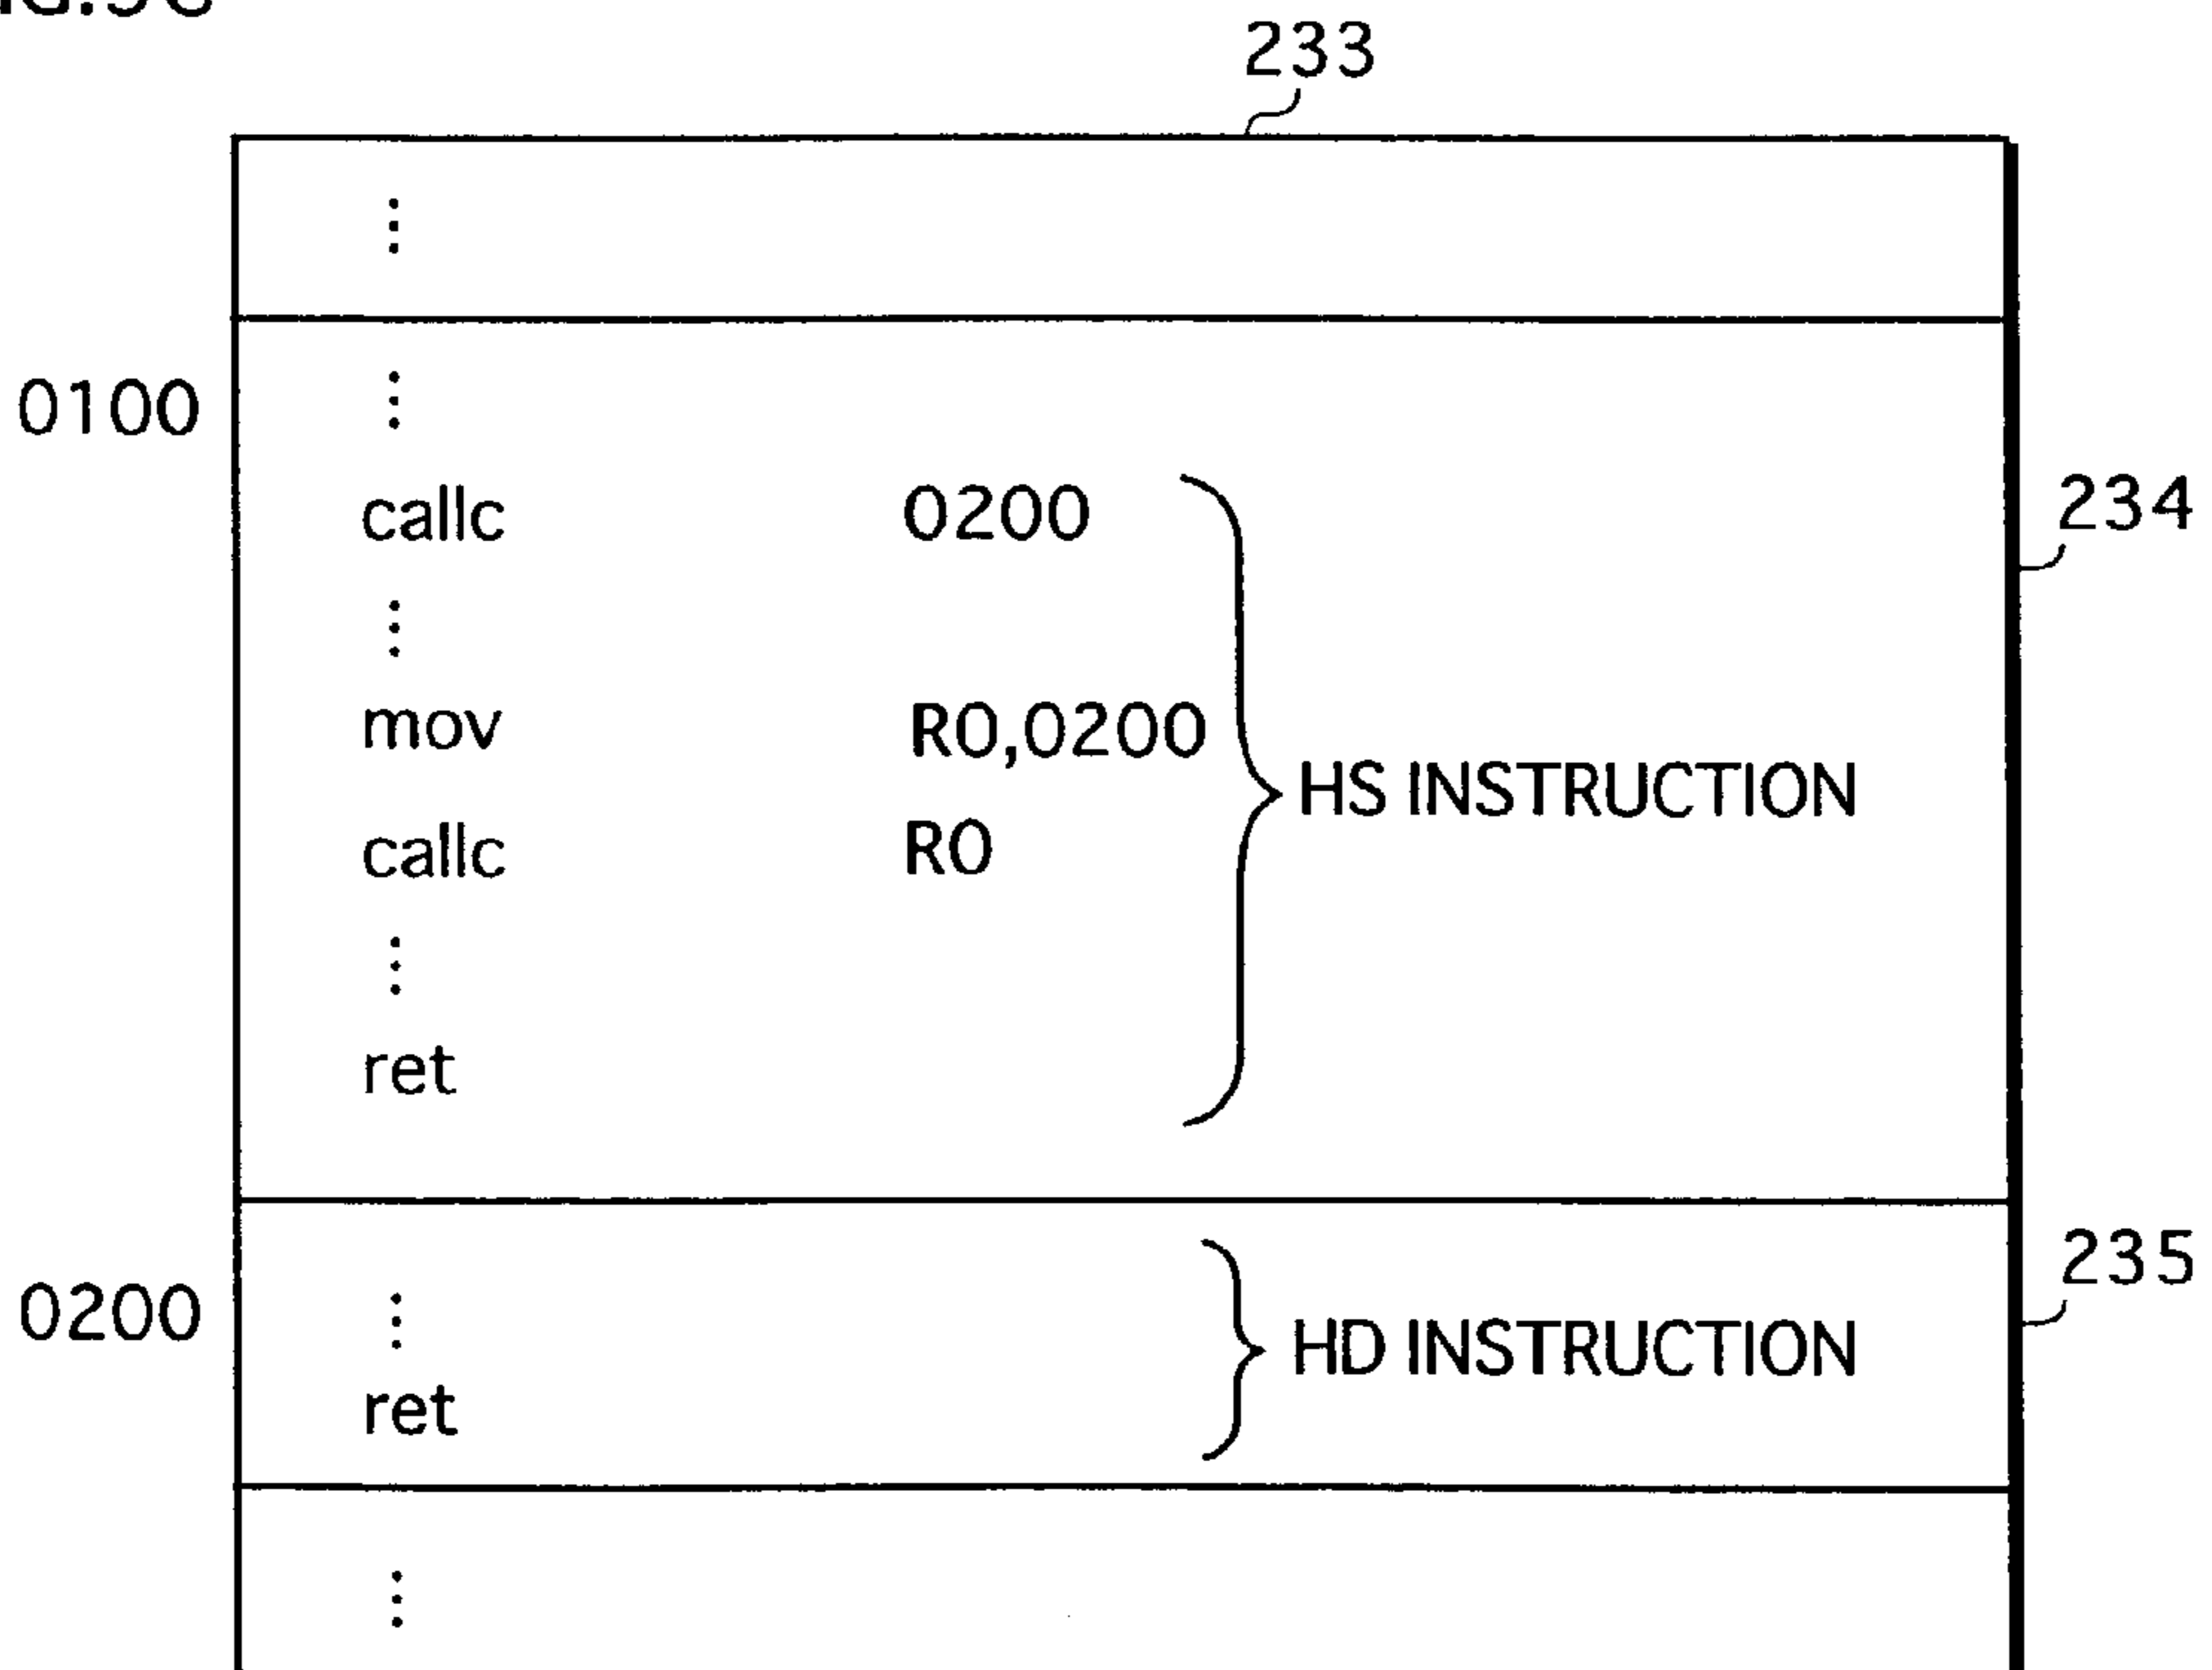 233
0100
callc 0200
234
mov R0,0200
HS INSTRUCTION
callc R0
ret
235
0200
HD INSTRUCTION
ret